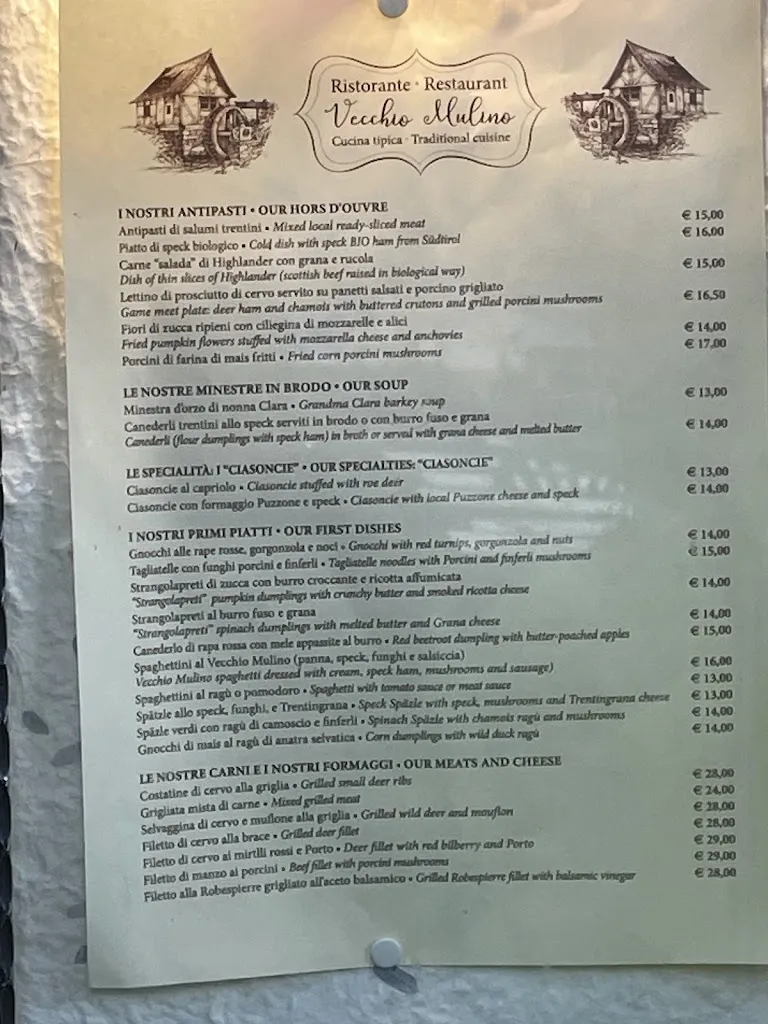 Ristorante · Restaurant
Vecchio Mulino
Cucina tipica · Traditional cuisine
I NOSTRI ANTIPASTI • OUR HORS D'OUVRE
Antipasti di salumi trentini • Mixed local ready-sliced meat € 15,00
Piatto di speck biologico • Cold dish with speck BIO ham from Südtirol € 16,00
Carne "salada" di Highlander con grana e rucola
Dish of thin slices of Highlander (scottish beef raised in biological way) € 15,00
Lettino di prosciutto di cervo servito su panetti salsati e porcino grigliato
Game meet plate: deer ham and chamois with buttered crutons and grilled porcini mushrooms € 16,50
Fiori di zucca ripieni con ciliegina di mozzarelle e alici
Fried pumpkin flowers stuffed with mozzarella cheese and anchovies € 14,00
Porcini di farina di mais fritti • Fried corn porcini mushrooms € 17,00
LE NOSTRE MINESTRE IN BRODO • OUR SOUP
Minestra d'orzo di nonna Clara • Grandma Clara barkey soup € 13,00
Canederli trentini allo speck serviti in brodo o con burro fuso e grana
Canederli (flour dumplings with speck ham) in broth or served with grana cheese and melted butter € 14,00
LE SPECIALITÀ: I "CIASONCIE" • OUR SPECIALTIES: "CIASONCIE"
Ciasoncie al capriolo • Ciasoncie stuffed with roe deer € 13,00
Ciasoncie con formaggio Puzzone e speck • Ciasoncie with local Puzzone cheese and speck € 14,00
I NOSTRI PRIMI PIATTI • OUR FIRST DISHES
Gnocchi alle rape rosse, gorgonzola e noci • Gnocchi with red turnips, gorgonzola and nuts € 14,00
Tagliatelle con funghi porcini e finferli • Tagliatelle noodles with Porcini and finferli mushrooms € 15,00
Strangolapreti di zucca con burro croccante e ricotta affumicata
"Strangolapreti" pumpkin dumplings with crunchy butter and smoked ricotta cheese € 14,00
Strangolapreti al burro fuso e grana
"Strangolapreti" spinach dumplings with melted butter and Grana cheese € 14,00
Canederlo di rapa rossa con mele appassite al burro • Red beetroot dumpling with butter-poached apples € 15,00
Spaghettini al Vecchio Mulino (panna, speck, funghi e salsiccia)
Vecchio Mulino spaghetti dressed with cream, speck ham, mushrooms and sausage) € 16,00
Spaghettini al ragù o pomodoro • Spaghetti with tomato sauce or meat sauce € 13,00
Spätzle allo speck, funghi, e Trentingrana • Speck Späzle with speck, mushrooms and Trentingrana cheese € 13,00
Späzle verdi con ragù di camoscio e finferli • Spinach Späzle with chamois ragù and mushrooms € 14,00
Gnocchi di mais al ragù di anatra selvatica • Corn dumplings with wild duck ragù € 14,00
LE NOSTRE CARNI E I NOSTRI FORMAGGI • OUR MEATS AND CHEESE
Costatine di cervo alla griglia • Grilled small deer ribs € 28,00
Grigliata mista di carne • Mixed grilled meat € 24,00
Selvaggina di cervo e muflone alla griglia • Grilled wild deer and mouflon € 28,00
Filetto di cervo alla brace • Grilled deer fillet € 28,00
Filetto di cervo ai mirtlli rossi e Porto • Deer fillet with red bilberry and Porto € 29,00
Filetto di manzo ai porcini • Beef fillet with porcini mushrooms € 29,00
Filetto alla Robespierre grigliato all'aceto balsamico • Grilled Robespierre fillet with balsamic vinegar € 28,00